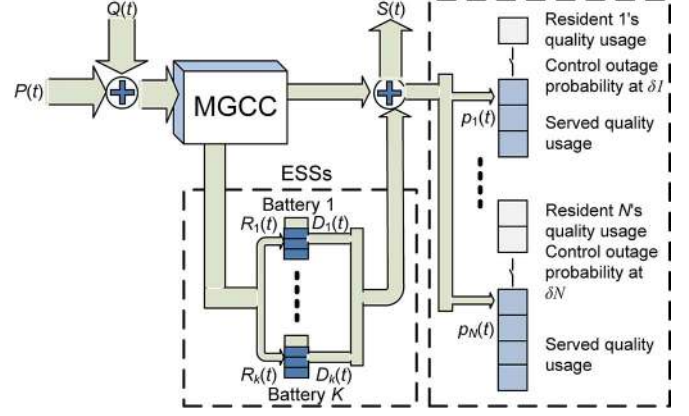 Q(t)
S(t)
P(t)
MGCC
ESSs
Battery 1
R1(t)
D1(t)
Rk(t)
Dk(t)
Battery K
Resident 1's
quality usage
Control outage
probability at δ1
p1(t)
Served quality
usage
Resident N's
quality usage
Control outage
probability at
δN
pN(t)
Served quality
usage